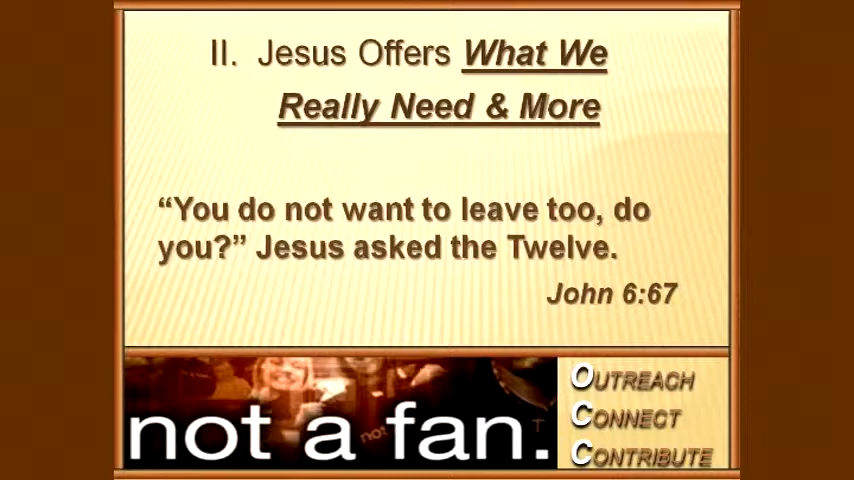 II. Jesus Offers What We
Really Need & More
“You do not want to leave too, do
you?” Jesus asked the Twelve.
John 6:67
not a fan.
not
OUTREACH
CONNECT
CONTRIBUTE